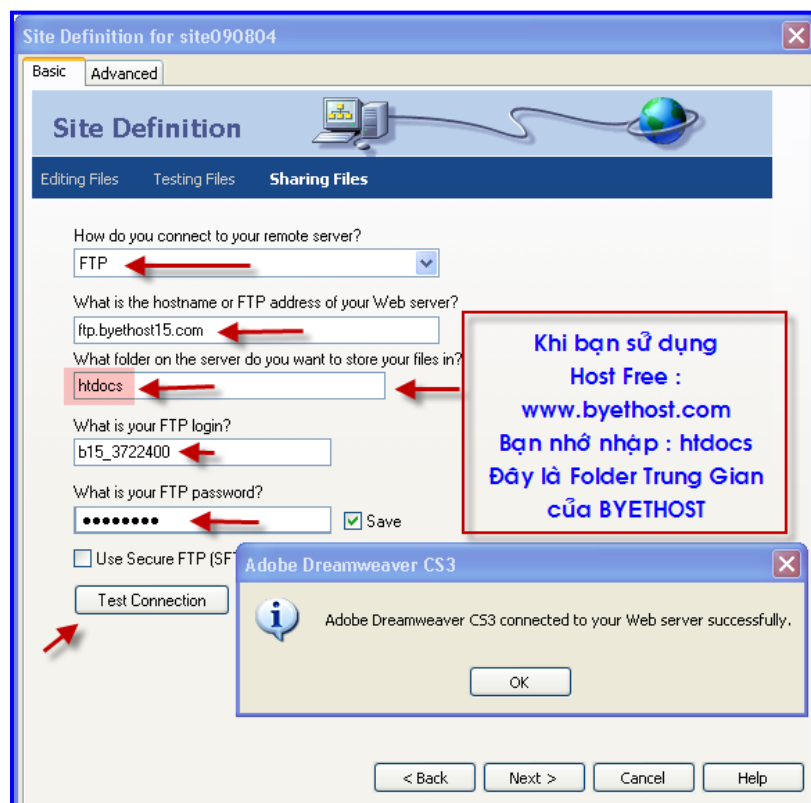 Site Definition for site090804
Basic
Advanced
Site Definition
Editing Files
Testing Files
Sharing Files
How do you connect to your remote server?
FTP
What is the hostname or FTP address of your Web server?
ftp.byethost15.com
What folder on the server do you want to store your files in?
htdocs
Khi bạn sử dụng
Host Free :
www.byethost.com
Bạn nhớ nhập : htdocs
Đây là Folder Trung Gian
của BYETHOST
What is your FTP login?
b15_3722400
What is your FTP password?
●●●●●●●●
Save
Use Secure FTP (SF
Test Connection
Adobe Dreamweaver CS3
Adobe Dreamweaver CS3 connected to your Web server successfully.
OK
< Back
Next >
Cancel
Help